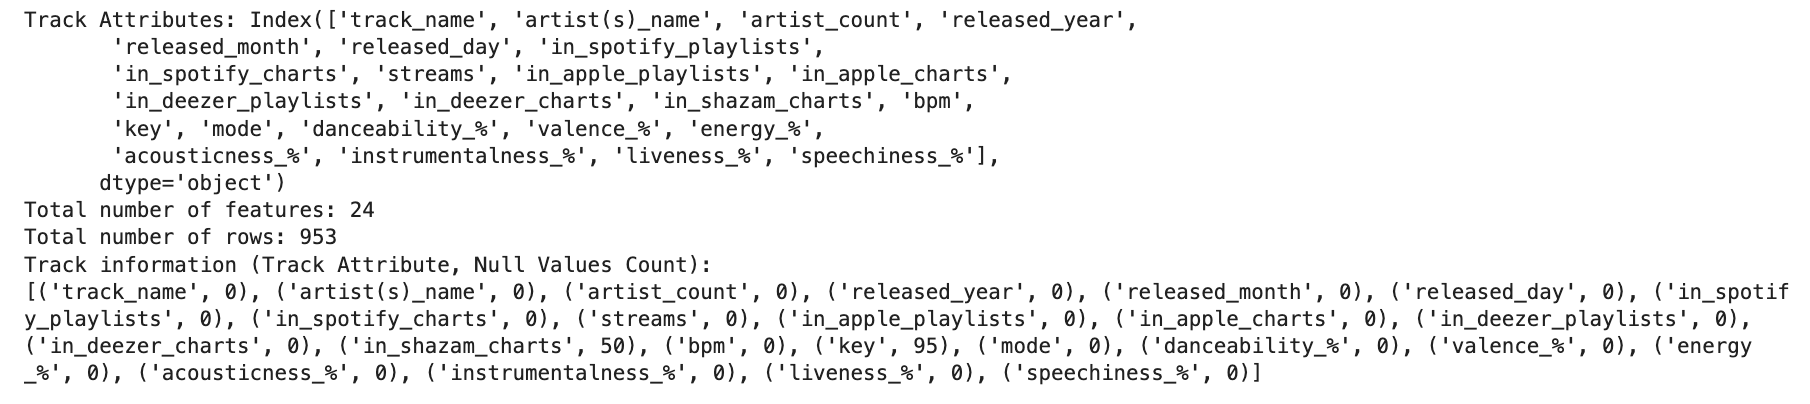 Track Attributes: Index(['track_name', 'artist(s)_name', 'artist_count', 'released_year',
       'released_month', 'released_day', 'in_spotify_playlists',
       'in_spotify_charts', 'streams', 'in_apple_playlists', 'in_apple_charts',
       'in_deezer_playlists', 'in_deezer_charts', 'in_shazam_charts', 'bpm',
       'key', 'mode', 'danceability_%', 'valence_%', 'energy_%',
       'acousticness_%', 'instrumentalness_%', 'liveness_%', 'speechiness_%'],
      dtype='object')
Total number of features: 24
Total number of rows: 953
Track information (Track Attribute, Null Values Count):
[('track_name', 0), ('artist(s)_name', 0), ('artist_count', 0), ('released_year', 0), ('released_month', 0), ('released_day', 0), ('in_spotif
y_playlists', 0), ('in_spotify_charts', 0), ('streams', 0), ('in_apple_playlists', 0), ('in_apple_charts', 0), ('in_deezer_playlists', 0),
('in_deezer_charts', 0), ('in_shazam_charts', 50), ('bpm', 0), ('key', 95), ('mode', 0), ('danceability_%', 0), ('valence_%', 0), ('energy
_%', 0), ('acousticness_%', 0), ('instrumentalness_%', 0), ('liveness_%', 0), ('speechiness_%', 0)]